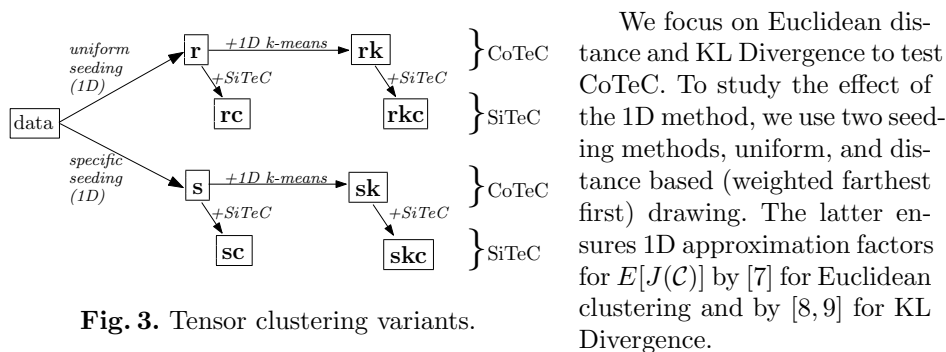 uniform
seeding
(1D)
r
+1D k-means
rk
}CoTeC
+SiTeC
+SiTeC
data
rc
rkc
}SiTeC
specific
seeding
(1D)
s
+1D k-means
sk
}CoTeC
+SiTeC
+SiTeC
sc
skc
}SiTeC
Fig. 3. Tensor clustering variants.
We focus on Euclidean dis-
tance and KL Divergence to test
CoTeC. To study the effect of
the 1D method, we use two seed-
ing methods, uniform, and dis-
tance based (weighted farthest
first) drawing. The latter en-
sures 1D approximation factors
for E[J(𝒞)] by [7] for Euclidean
clustering and by [8, 9] for KL
Divergence.